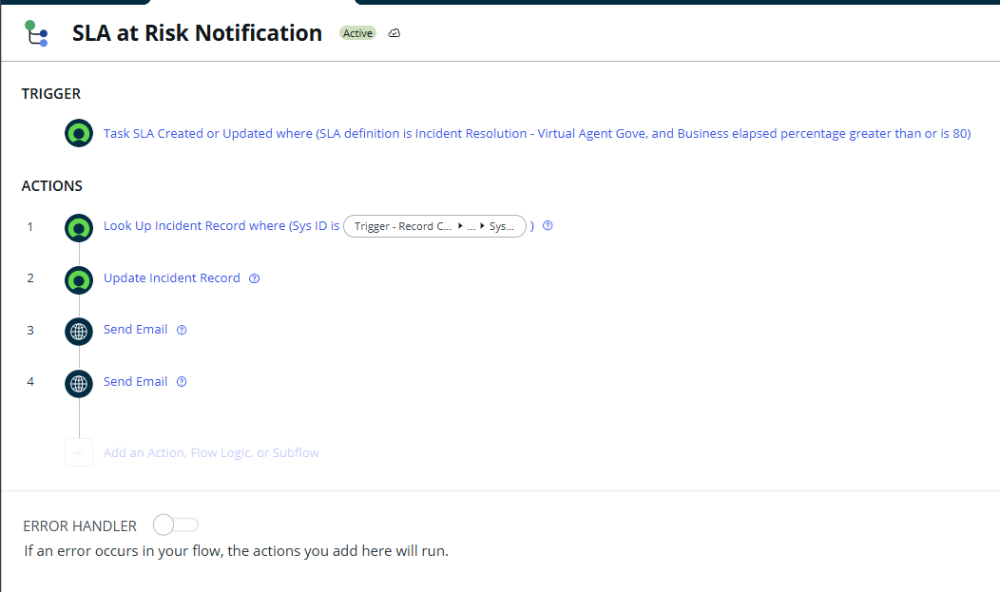 SLA at Risk Notification Active
TRIGGER
Task SLA Created or Updated where (SLA definition is Incident Resolution - Virtual Agent Gove, and Business elapsed percentage greater than or is 80)
ACTIONS
1 Look Up Incident Record where (Sys ID is Trigger - Record C... ▸ ... ▸ Sys... ) ?
2 Update Incident Record ?
3 Send Email ?
4 Send Email ?
+ Add an Action, Flow Logic, or Subflow
ERROR HANDLER
If an error occurs in your flow, the actions you add here will run.